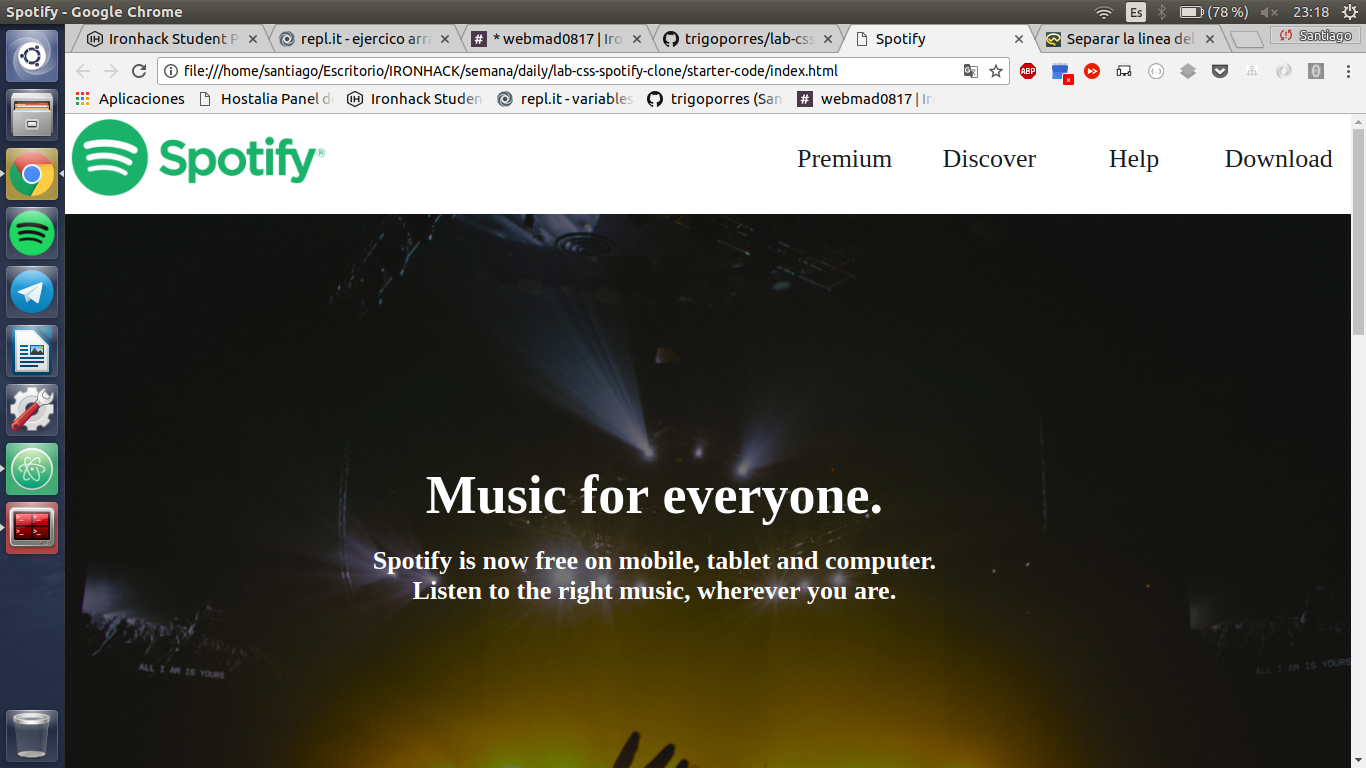 Spotify - Google Chrome
Es
(78 %)
23:18
Ironhack Student P
repl.it - ejercico arr
* webmad0817 | Iro
trigoporres/lab-css
Spotify
Separar la linea del
Santiago
file:///home/santiago/Escritorio/IRONHACK/semana/daily/lab-css-spotify-clone/starter-code/index.html
ABP
Aplicaciones
Hostalia Panel de
Ironhack Studen
repl.it - variables
trigoporres (San
webmad0817 | Ir
Spotify®
Premium
Discover
Help
Download
Music for everyone.
Spotify is now free on mobile, tablet and computer.
Listen to the right music, wherever you are.
ALL I AM IS YOURS
ALL I AM IS YOURS